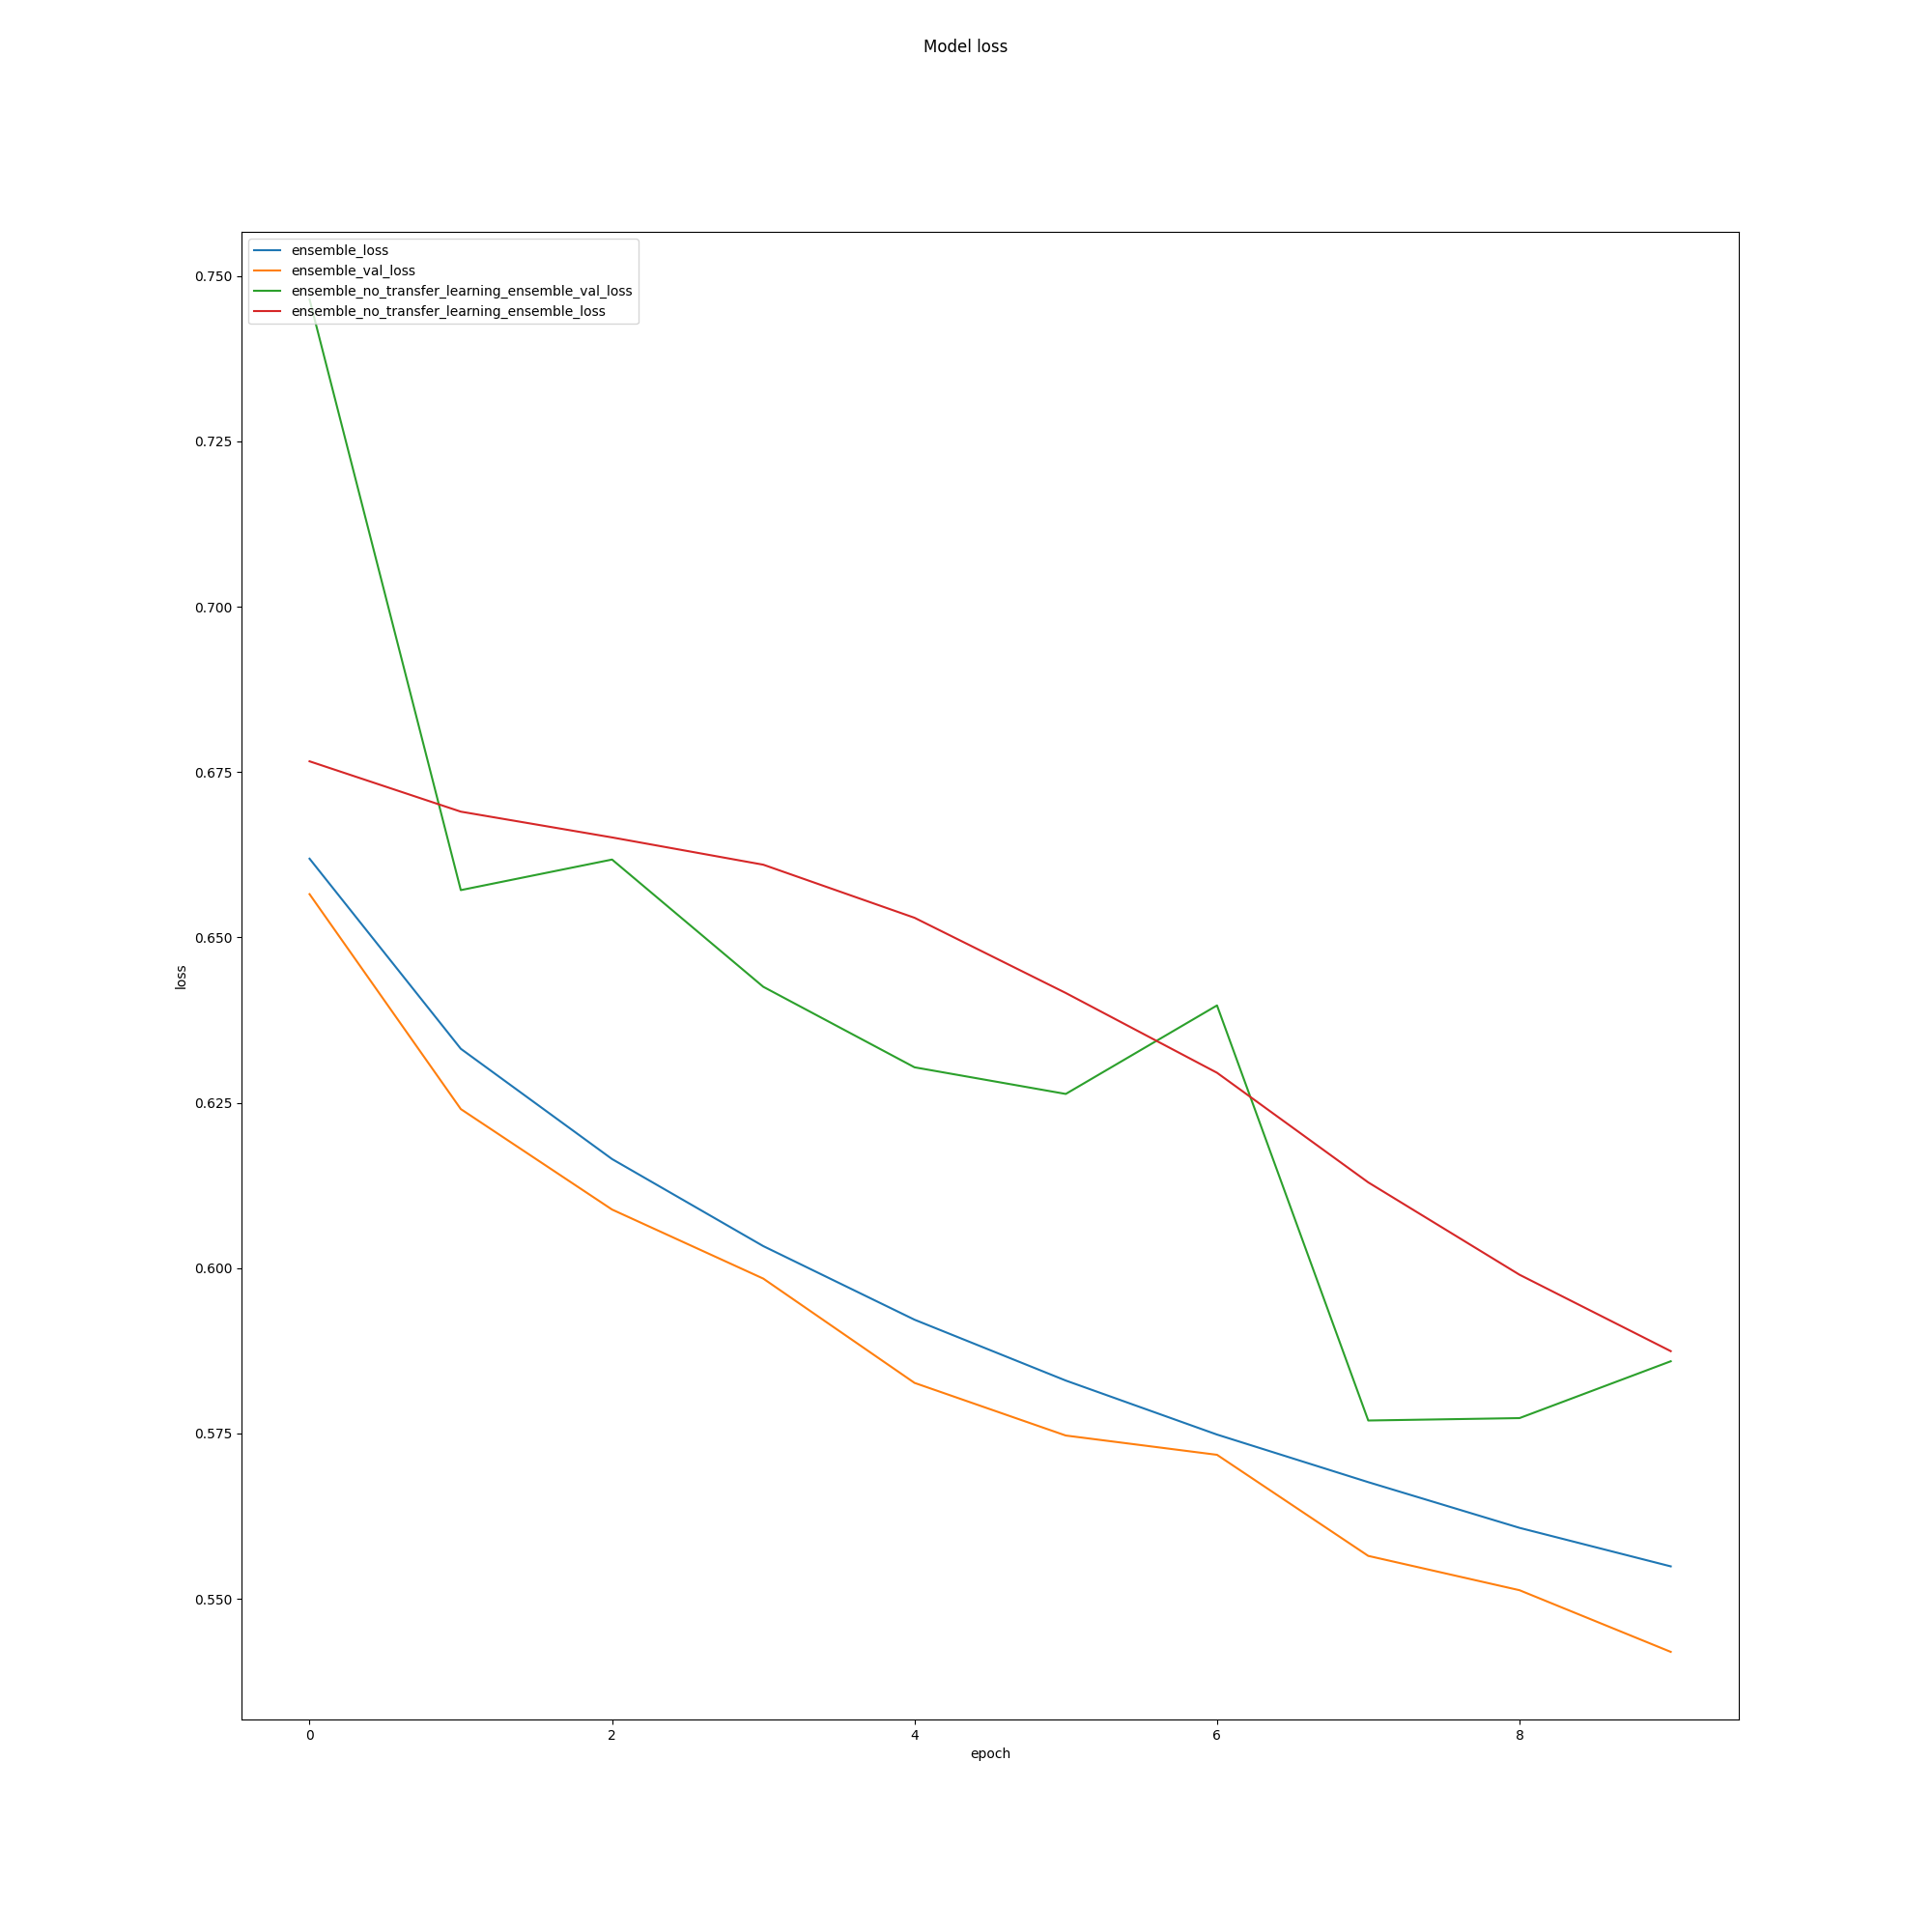 Model loss
ensemble_loss
ensemble_val_loss
ensemble_no_transfer_learning_ensemble_val_loss
ensemble_no_transfer_learning_ensemble_loss
0.750
0.725
0.700
0.675
0.650
0.625
0.600
0.575
0.550
loss
0 2 4 6 8
epoch